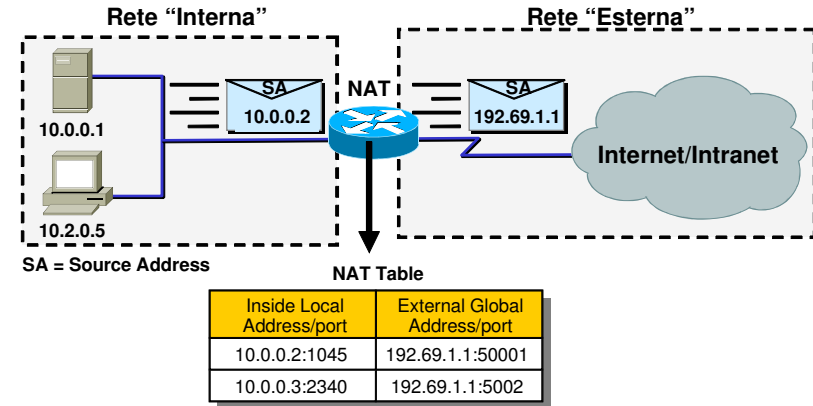 Rete “Interna”
Rete “Esterna”
SA
10.0.0.2
NAT
SA
192.69.1.1
10.0.0.1
Internet/Intranet
10.2.0.5
SA = Source Address
NAT Table
Inside Local Address/port
External Global Address/port
10.0.0.2:1045
192.69.1.1:50001
10.0.0.3:2340
192.69.1.1:5002